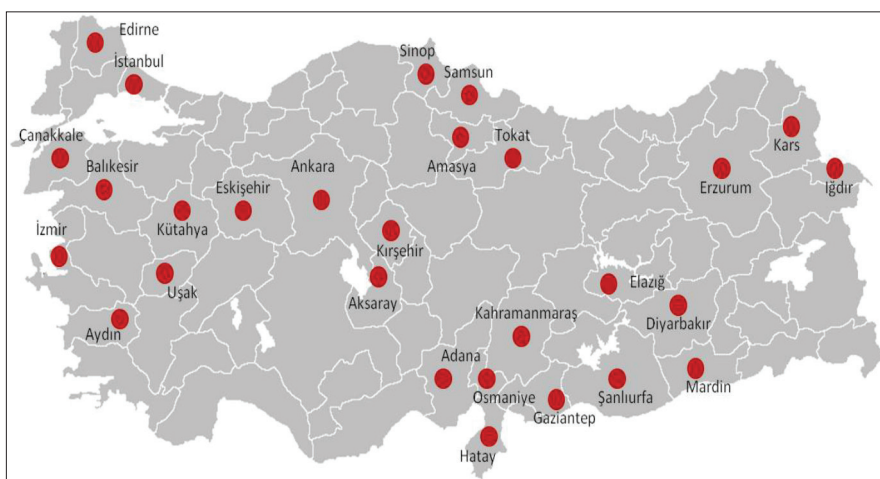 Edirne
İstanbul
Sinop
Samsun
Çanakkale
Balıkesir
Ankara
Amasya
Tokat
Kars
Erzurum
Iğdır
Eskişehir
Kütahya
İzmir
Kırşehir
Uşak
Aksaray
Elazığ
Kahramanmaraş
Diyarbakır
Aydın
Adana
Osmaniye
Gaziantep
Şanlıurfa
Mardin
Hatay